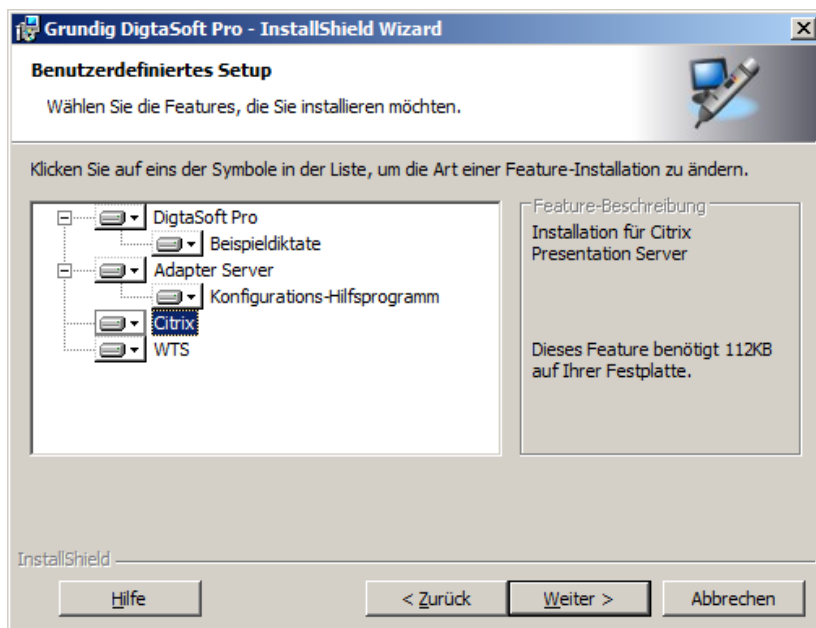 Grundig DigtaSoft Pro - InstallShield Wizard
Benutzerdefiniertes Setup
Wählen Sie die Features, die Sie installieren möchten.
Klicken Sie auf eins der Symbole in der Liste, um die Art einer Feature-Installation zu ändern.
DigtaSoft Pro
Beispieldiktate
Adapter Server
Konfigurations-Hilfsprogramm
Citrix
WTS
Feature-Beschreibung
Installation für Citrix
Presentation Server
Dieses Feature benötigt 112KB
auf Ihrer Festplatte.
InstallShield
Hilfe
< Zurück
Weiter >
Abbrechen